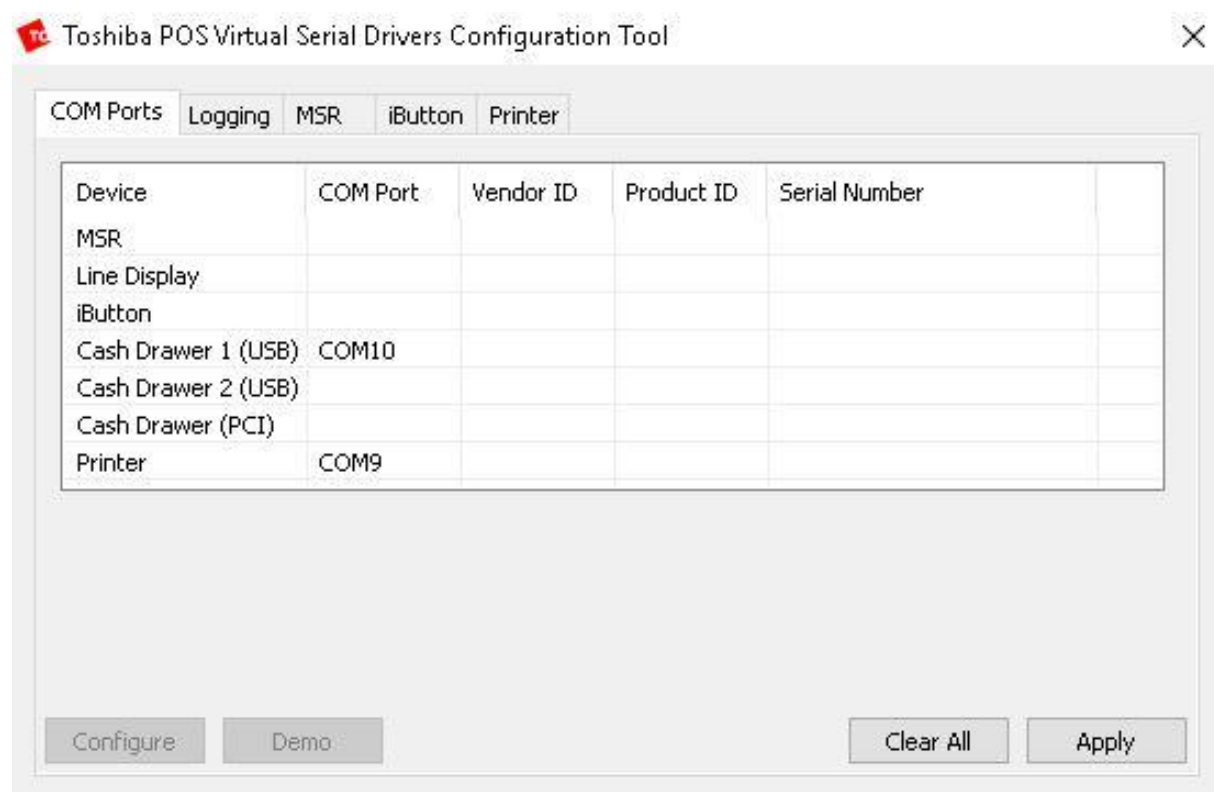 Toshiba POS Virtual Serial Drivers Configuration Tool
COM Ports Logging MSR iButton Printer
Device COM Port Vendor ID Product ID Serial Number
MSR
Line Display
iButton
Cash Drawer 1 (USB) COM10
Cash Drawer 2 (USB)
Cash Drawer (PCI)
Printer COM9
Configure Demo Clear All Apply